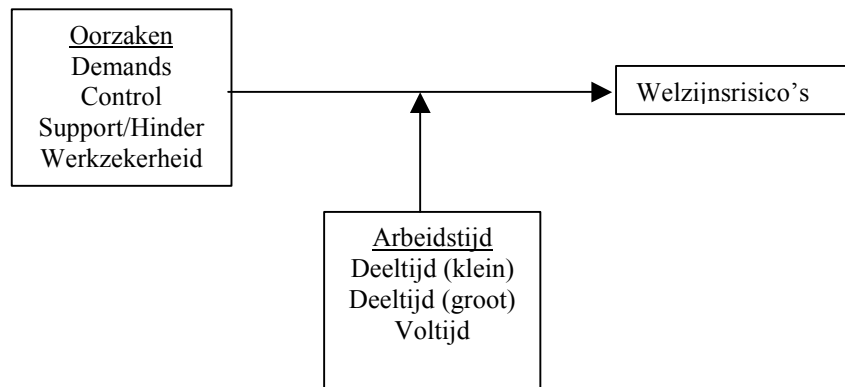 Oorzaken
Demands
Control
Support/Hinder
Werkzekerheid
Welzijnsrisico’s
Arbeidstijd
Deeltijd (klein)
Deeltijd (groot)
Voltijd